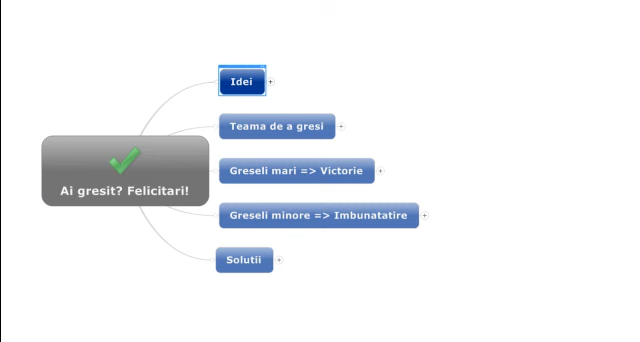 Idei
Teama de a gresi
Greseli mari => Victorie
Ai gresit? Felicitari!
Greseli minore => Imbunatatire
Solutii